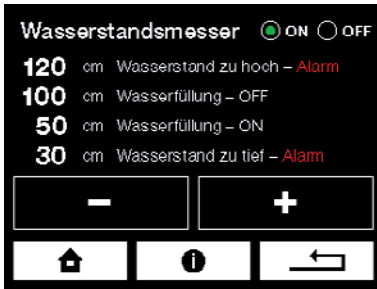 Wasserstandsmesser ON OFF
120 cm Wasserstand zu hoch – Alarm
100 cm Wasserfüllung – OFF
50 cm Wasserfüllung – ON
30 cm Wasserstand zu tief – Alarm
– +
i